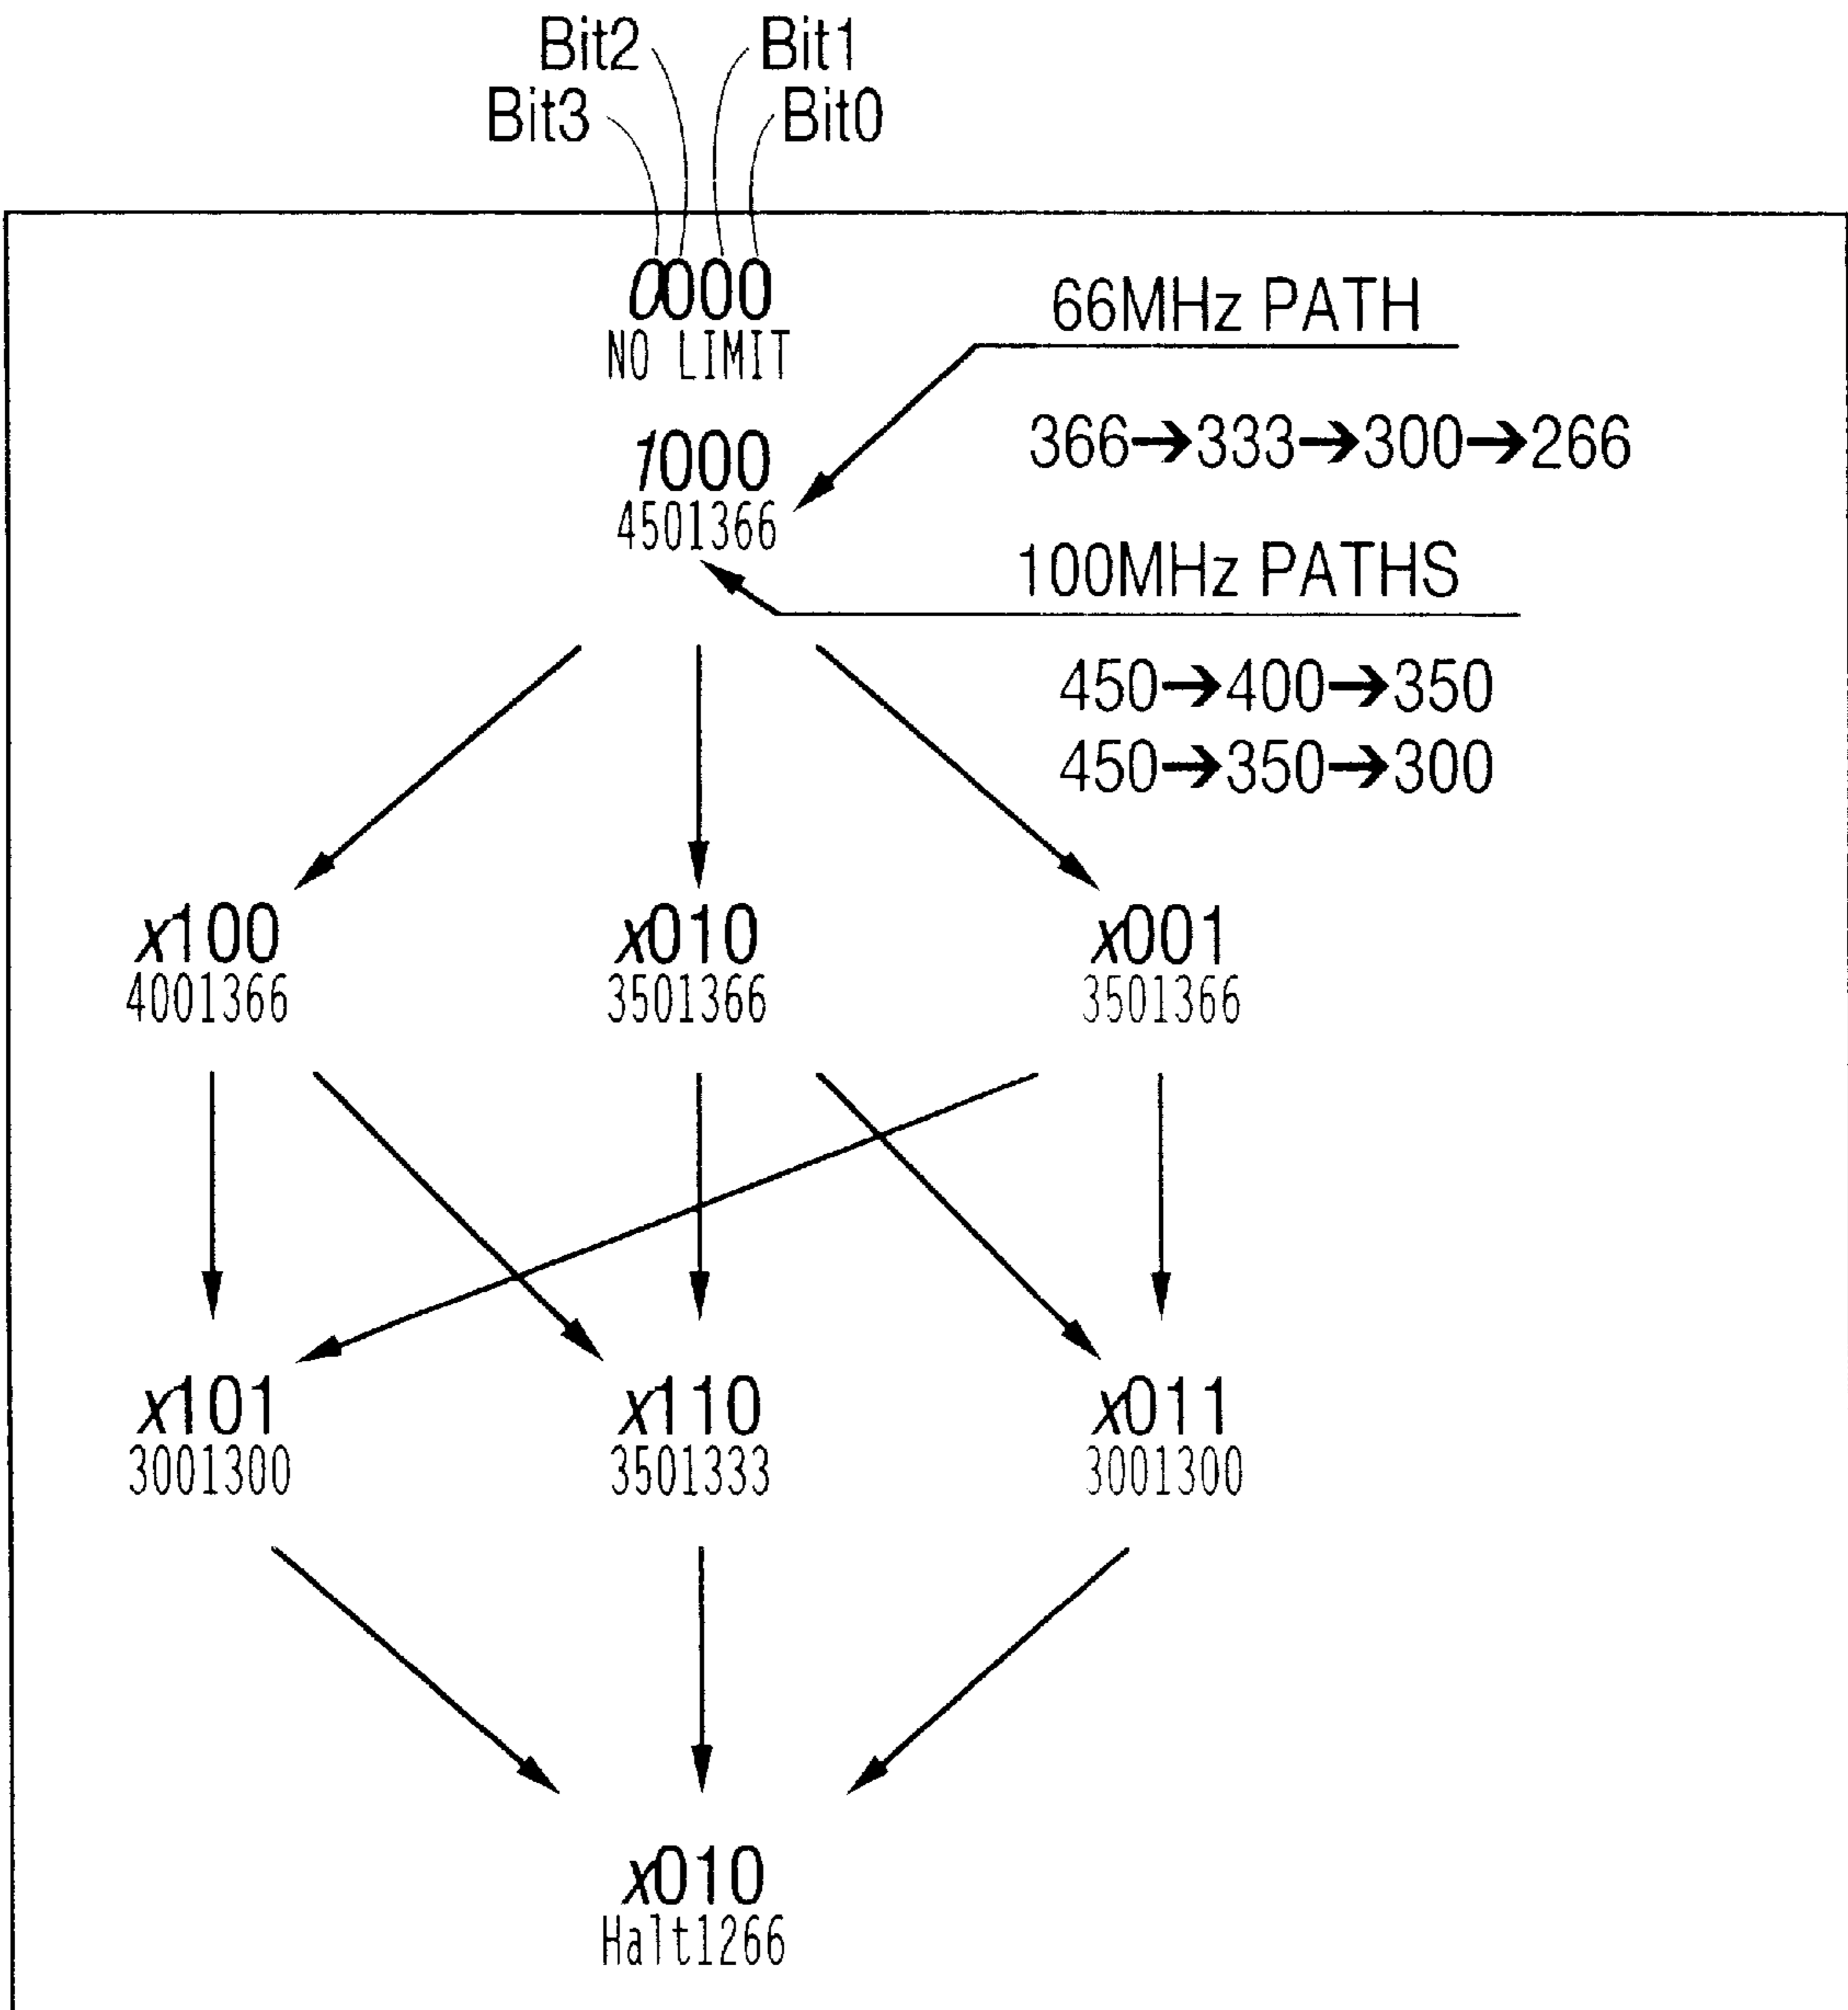 Bit2 Bit1
Bit3 Bit0
0000
NO LIMIT
66MHz PATH
366→333→300→266
1000
4501366
100MHz PATHS
450→400→350
450→350→300
x100 x010 x001
4001366 3501366 3501366
x101 x110 x011
3001300 3501333 3001300
x010
Halt1266